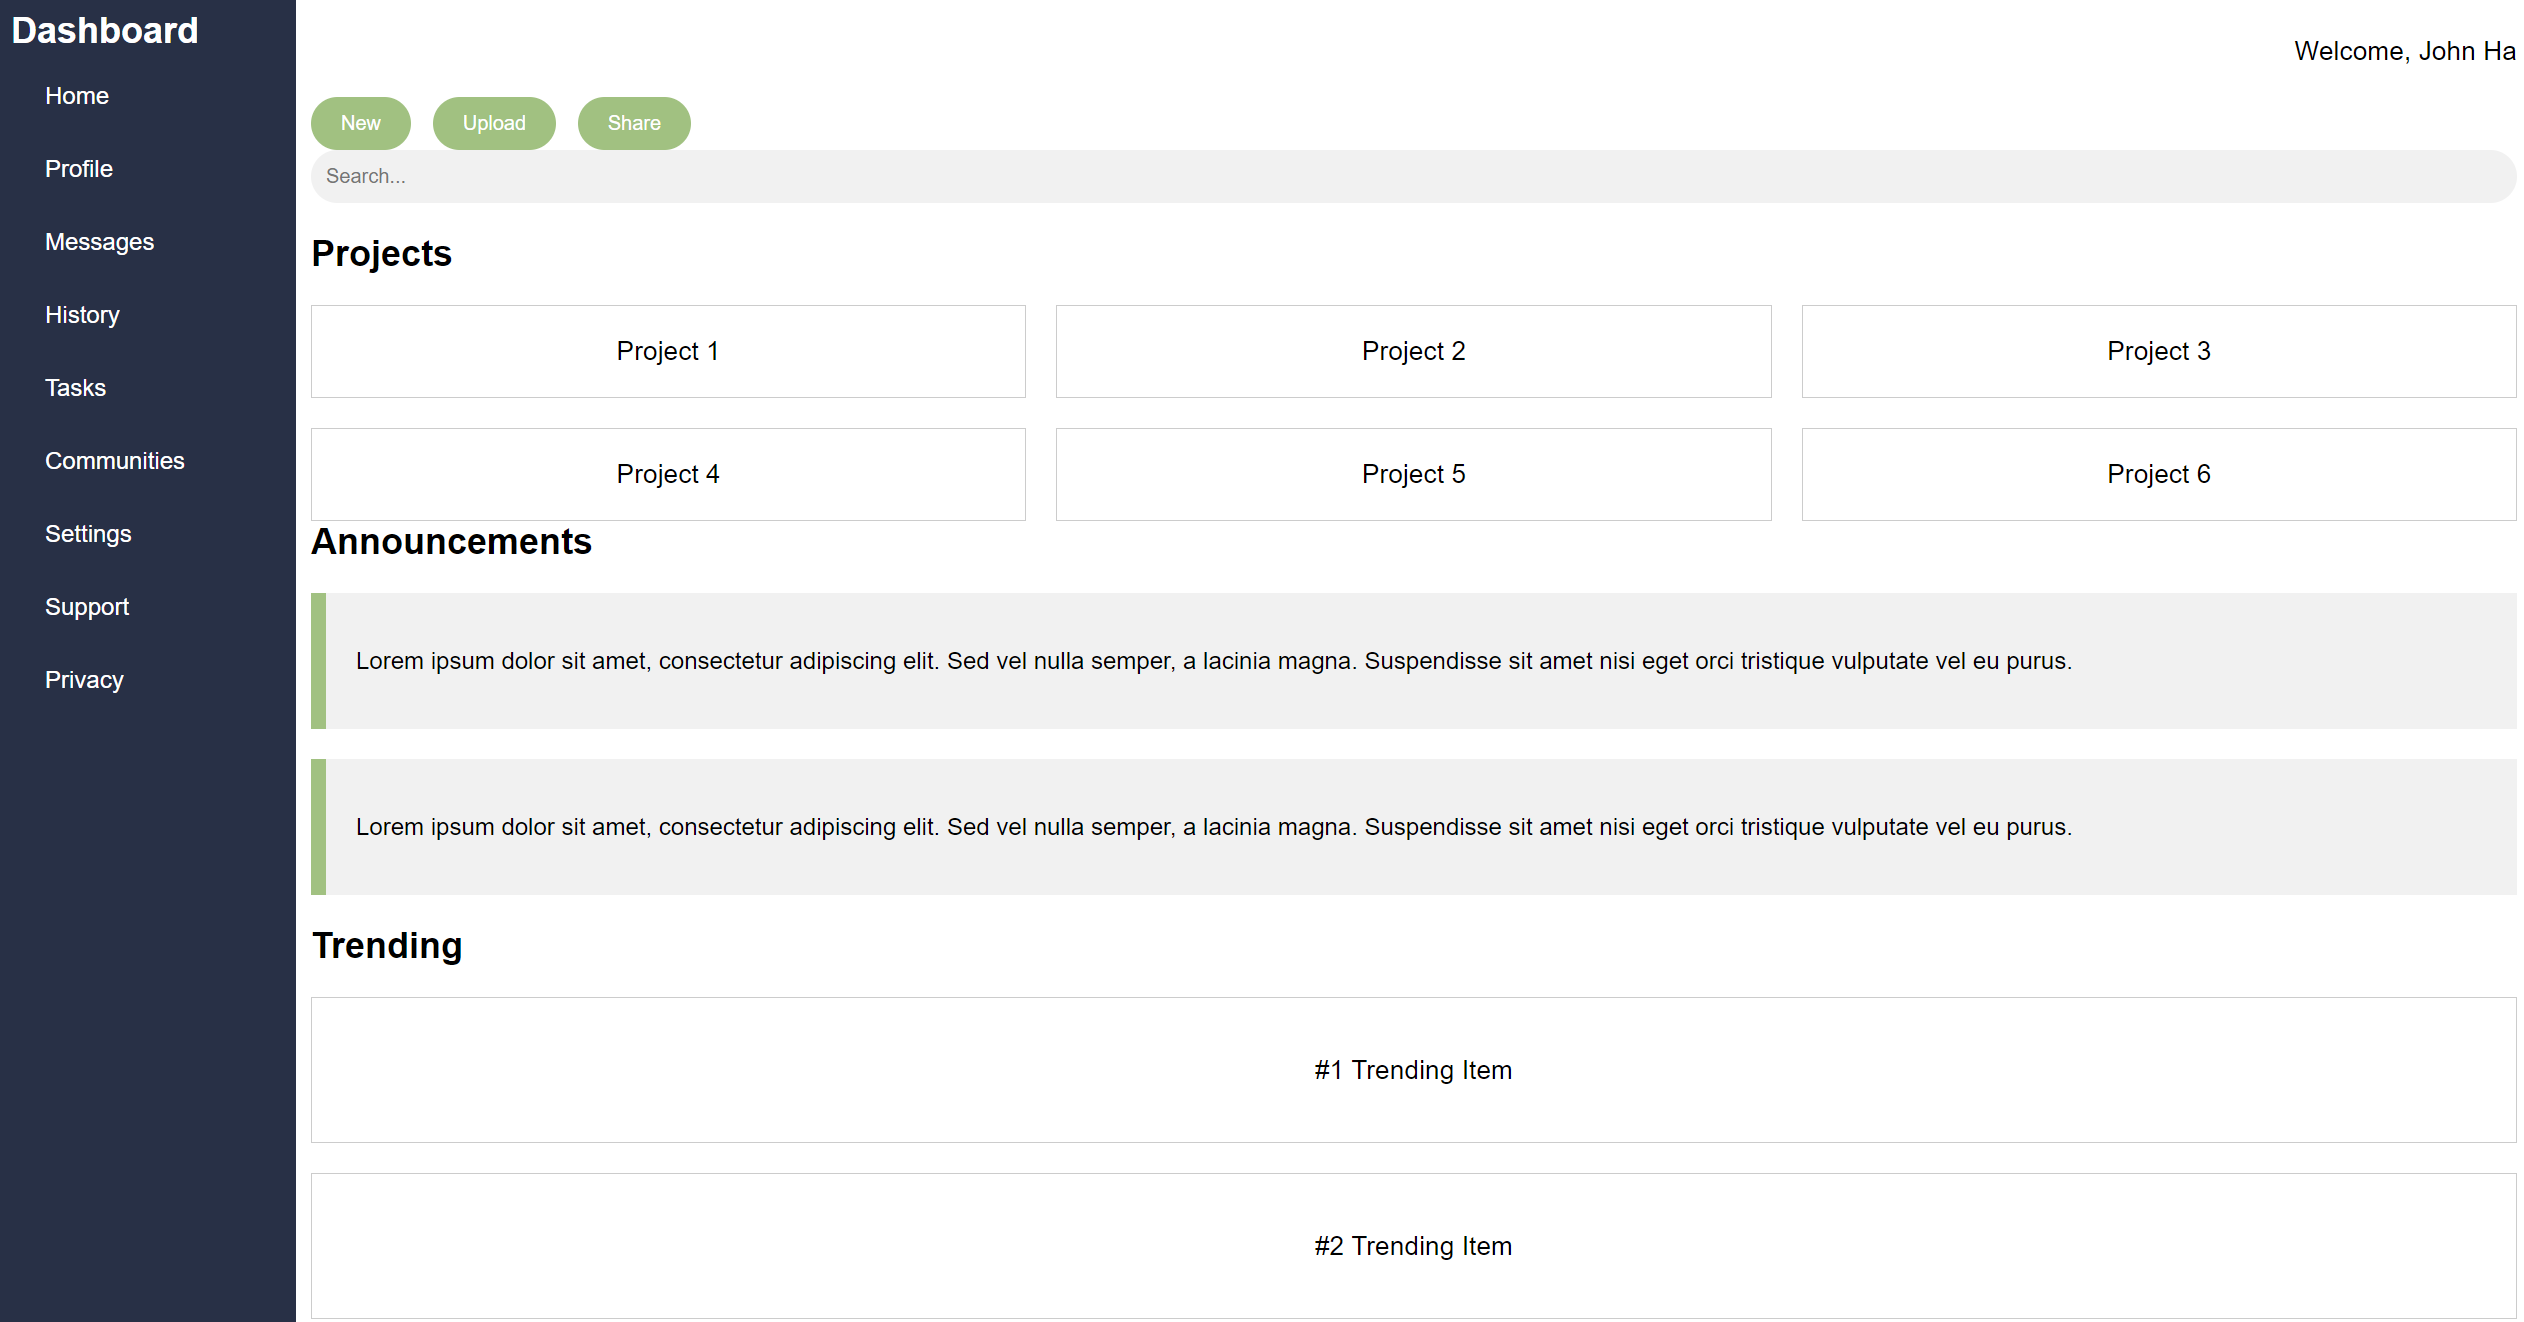 Dashboard
Home
Profile
Messages
History
Tasks
Communities
Settings
Support
Privacy
Welcome, John Ha
New
Upload
Share
Search...
Projects
Project 1
Project 2
Project 3
Project 4
Project 5
Project 6
Announcements
Lorem ipsum dolor sit amet, consectetur adipiscing elit. Sed vel nulla semper, a lacinia magna. Suspendisse sit amet nisi eget orci tristique vulputate vel eu purus.
Lorem ipsum dolor sit amet, consectetur adipiscing elit. Sed vel nulla semper, a lacinia magna. Suspendisse sit amet nisi eget orci tristique vulputate vel eu purus.
Trending
#1 Trending Item
#2 Trending Item